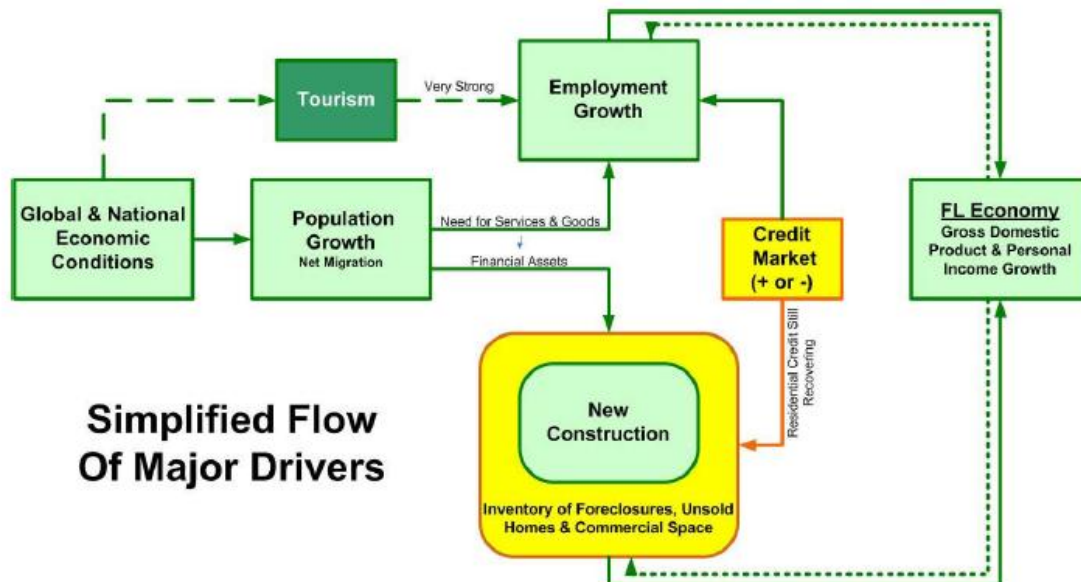 Tourism
Very Strong
Employment
Growth
Global & National
Economic
Conditions
Population
Growth
Net Migration
Need for Services & Goods
Financial Assets
Credit
Market
(+ or -)
FL Economy
Gross Domestic
Product & Personal
Income Growth
Residential Credit Still
Recovering
New
Construction
Inventory of Foreclosures, Unsold
Homes & Commercial Space
Simplified Flow
Of Major Drivers